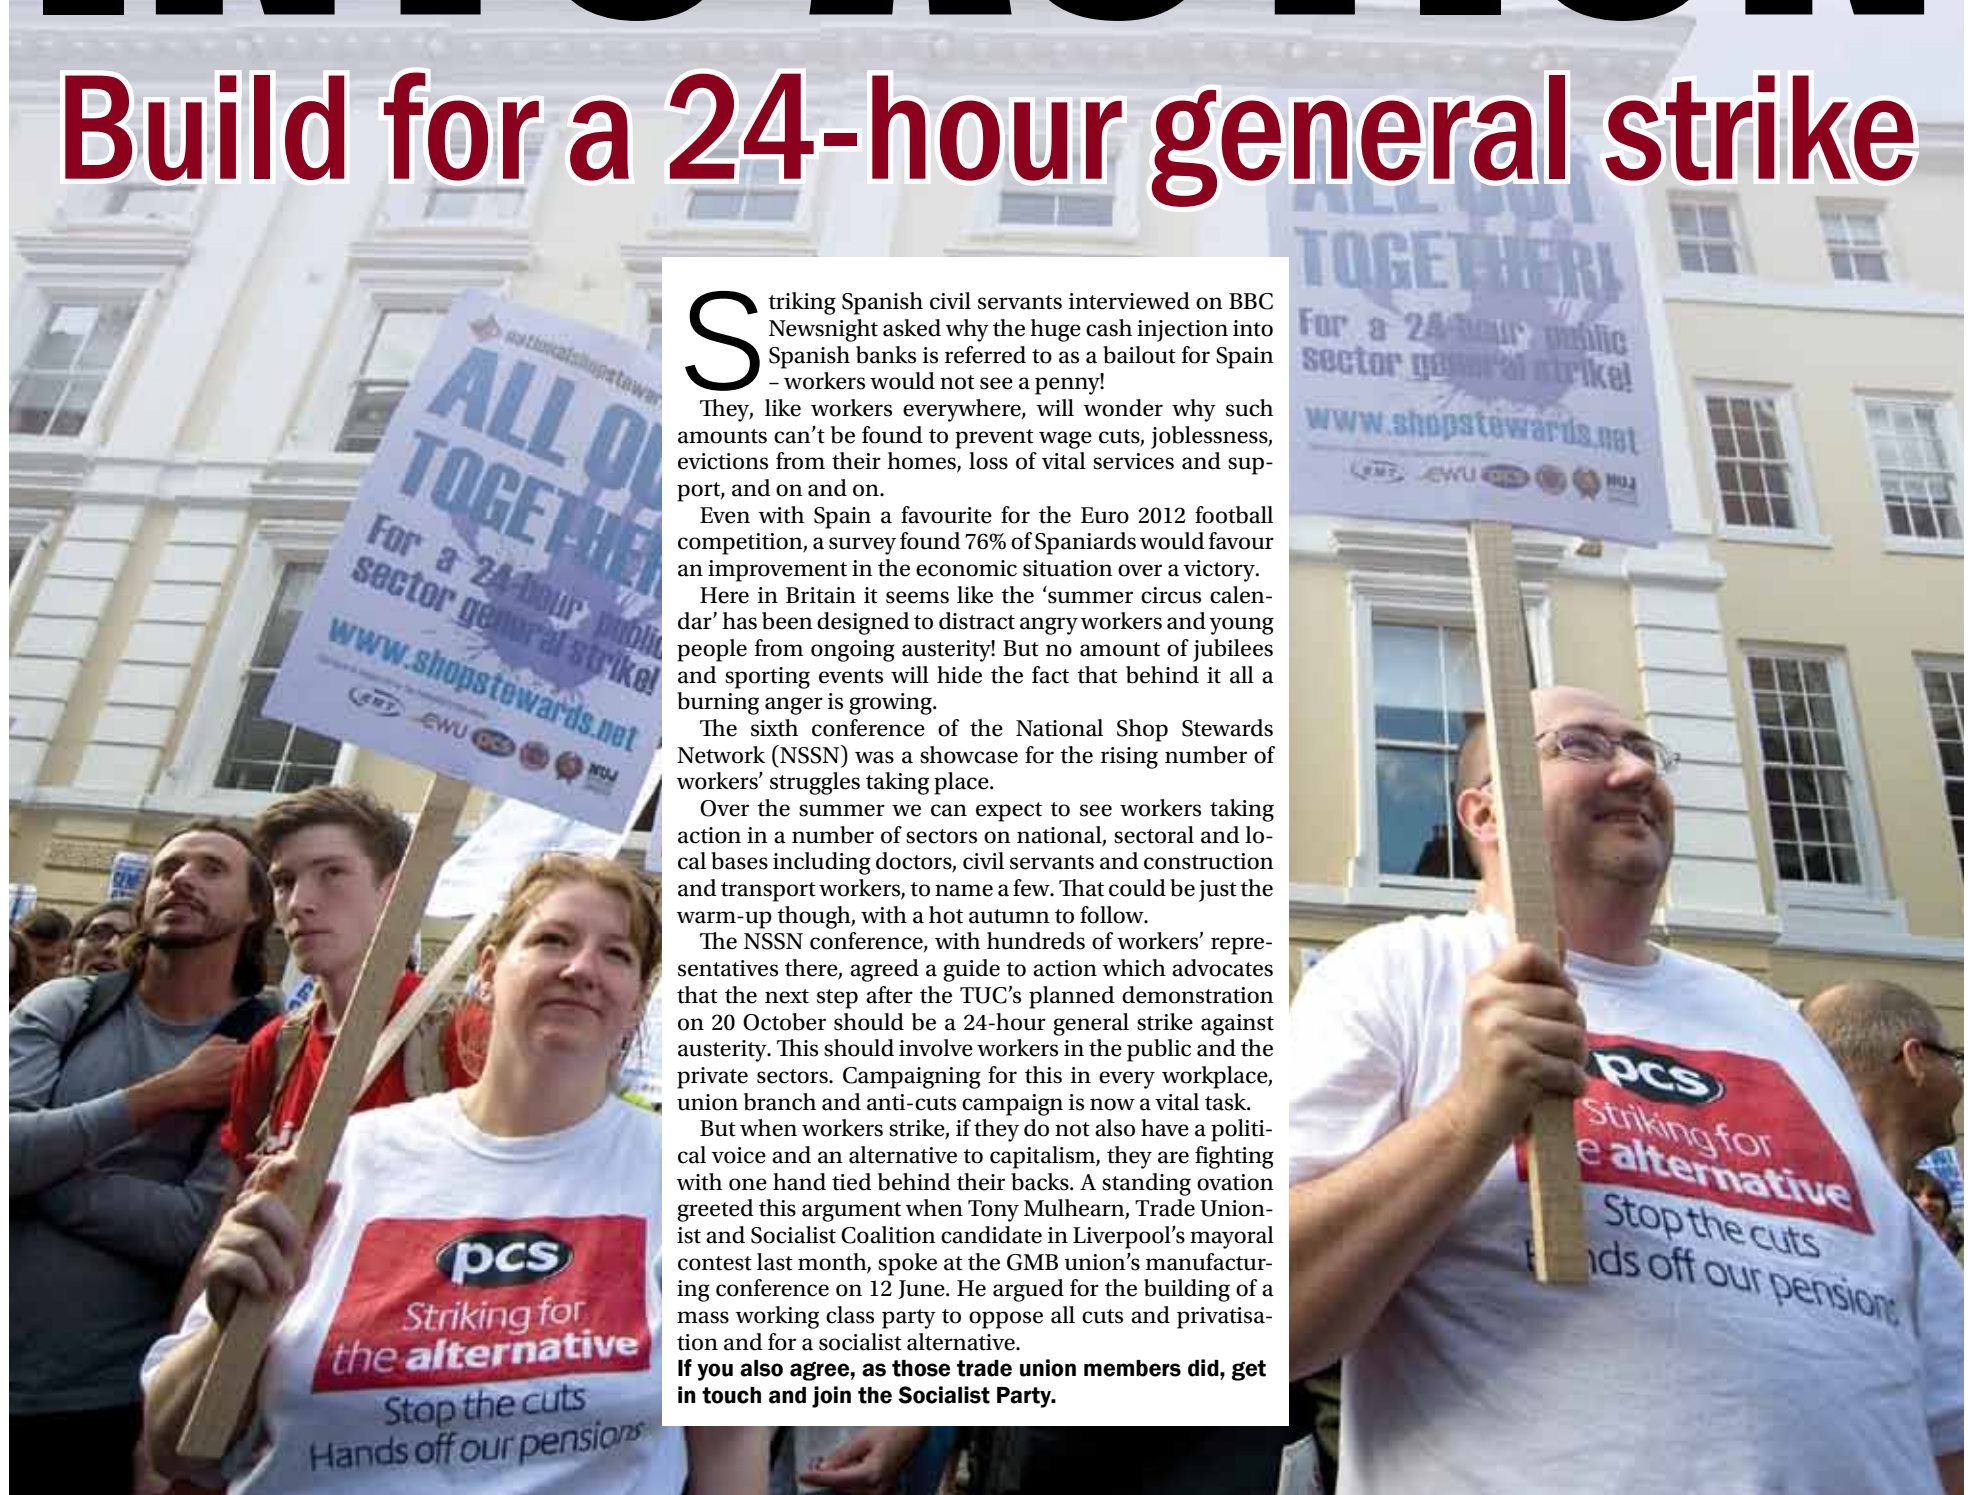 INTO ACTION
Build for a 24-hour general strike
Striking Spanish civil servants interviewed on BBC
Newsnight asked why the huge cash injection into
Spanish banks is referred to as a bailout for Spain
– workers would not see a penny!
They, like workers everywhere, will wonder why such
amounts can't be found to prevent wage cuts, joblessness,
evictions from their homes, loss of vital services and sup-
port, and on and on.
Even with Spain a favourite for the Euro 2012 football
competition, a survey found 76% of Spaniards would favour
an improvement in the economic situation over a victory.
Here in Britain it seems like the 'summer circus calen-
dar' has been designed to distract angry workers and young
people from ongoing austerity! But no amount of jubilees
and sporting events will hide the fact that behind it all a
burning anger is growing.
The sixth conference of the National Shop Stewards
Network (NSSN) was a showcase for the rising number of
workers' struggles taking place.
Over the summer we can expect to see workers taking
action in a number of sectors on national, sectoral and lo-
cal bases including doctors, civil servants and construction
and transport workers, to name a few. That could be just the
warm-up though, with a hot autumn to follow.
The NSSN conference, with hundreds of workers' repre-
sentatives there, agreed a guide to action which advocates
that the next step after the TUC's planned demonstration
on 20 October should be a 24-hour general strike against
austerity. This should involve workers in the public and the
private sectors. Campaigning for this in every workplace,
union branch and anti-cuts campaign is now a vital task.
But when workers strike, if they do not also have a politi-
cal voice and an alternative to capitalism, they are fighting
with one hand tied behind their backs. A standing ovation
greeted this argument when Tony Mulhearn, Trade Union-
ist and Socialist Coalition candidate in Liverpool's mayoral
contest last month, spoke at the GMB union's manufactur-
ing conference on 12 June. He argued for the building of a
mass working class party to oppose all cuts and privatisa-
tion and for a socialist alternative.
If you also agree, as those trade union members did, get
in touch and join the Socialist Party.
nationalshopstewar
ALL OU
TOGETHER
For a 24-hour public
sector general strike!
www.shopstewards.net
RMT CWU pcs NUJ
ALL OUT
TOGETHER!
For a 24-hour public
sector general strike!
www.shopstewards.net
RMT CWU pcs NUJ
pcs
Striking for
the alternative
Stop the cuts
Hands off our pensions
pcs
Striking for
e alternative
Stop the cuts
H nds off our pensions